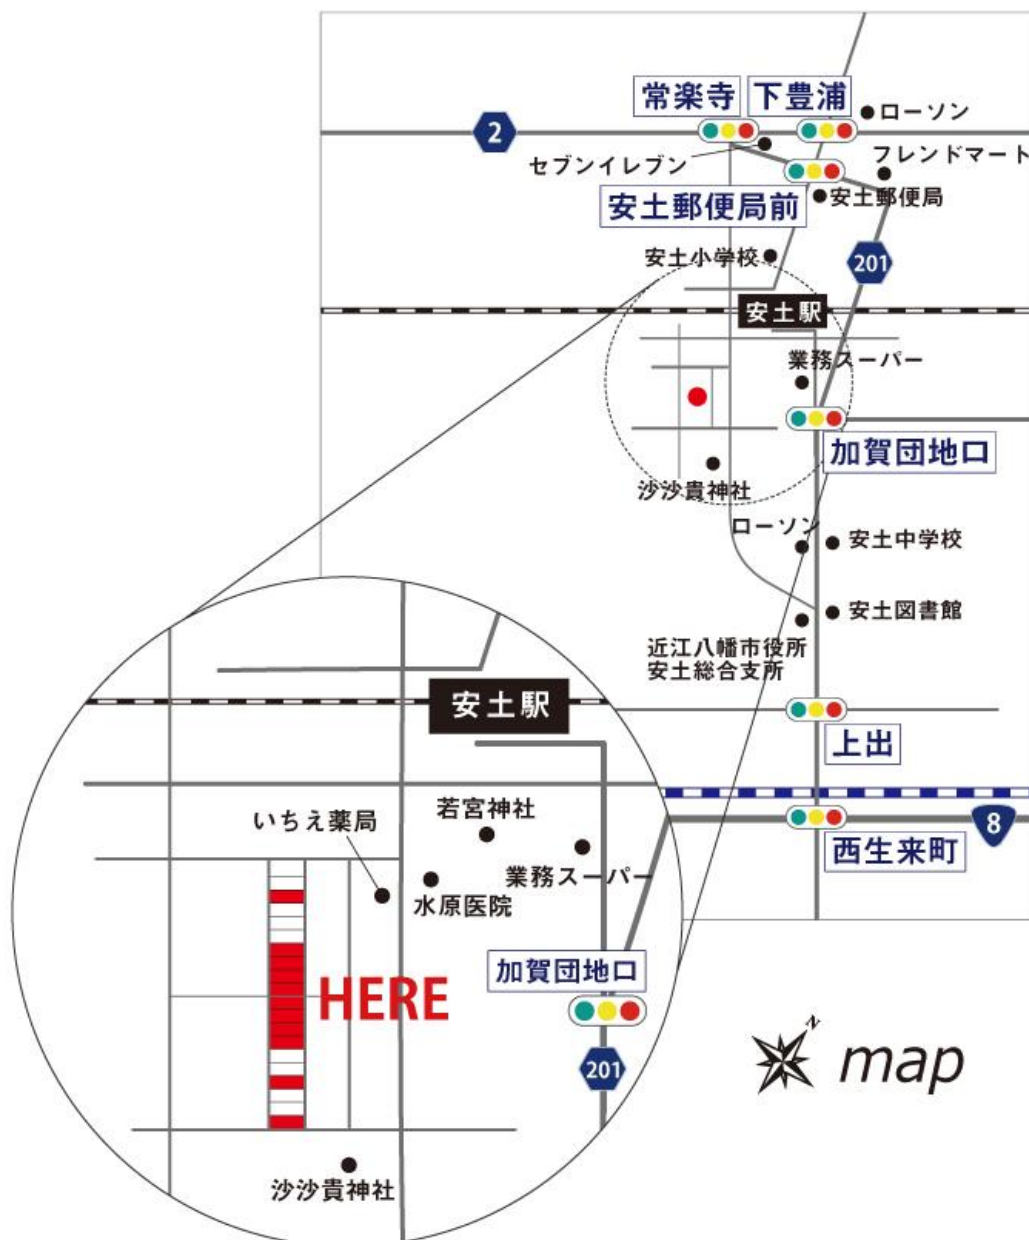 常楽寺
下豊浦
ローソン
2
セブンイレブン
フレンドマート
安土郵便局前
安土郵便局
安土小学校
201
安土駅
業務スーパー
加賀団地口
沙沙貴神社
ローソン
安土中学校
安土図書館
近江八幡市役所
安土総合支所
上出
8
西生来町
安土駅
いちえ薬局
若宮神社
業務スーパー
水原医院
加賀団地口
HERE
201
沙沙貴神社
N
map